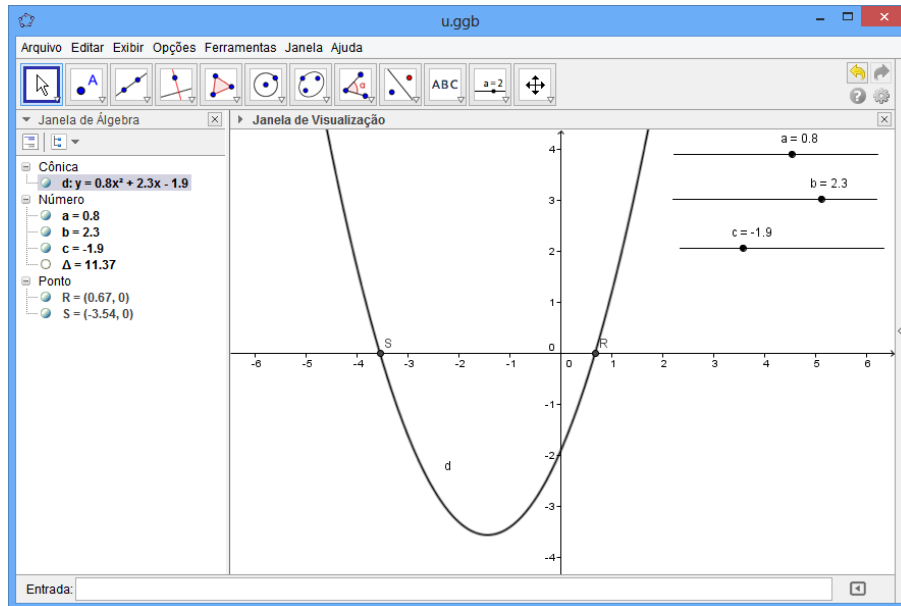 u.ggb
Arquivo Editar Exibir Opções Ferramentas Janela Ajuda
A
α
ABC
a=2
?
Janela de Álgebra
Janela de Visualização
Cônica
d: y = 0.8x² + 2.3x - 1.9
Número
a = 0.8
b = 2.3
c = -1.9
Δ = 11.37
Ponto
R = (0.67, 0)
S = (-3.54, 0)
a = 0.8
b = 2.3
c = -1.9
4
3
2
1
0
-1
-2
-3
-4
-6 -5 -4 -3 -2 -1 0 1 2 3 4 5 6
S
R
d
Entrada: